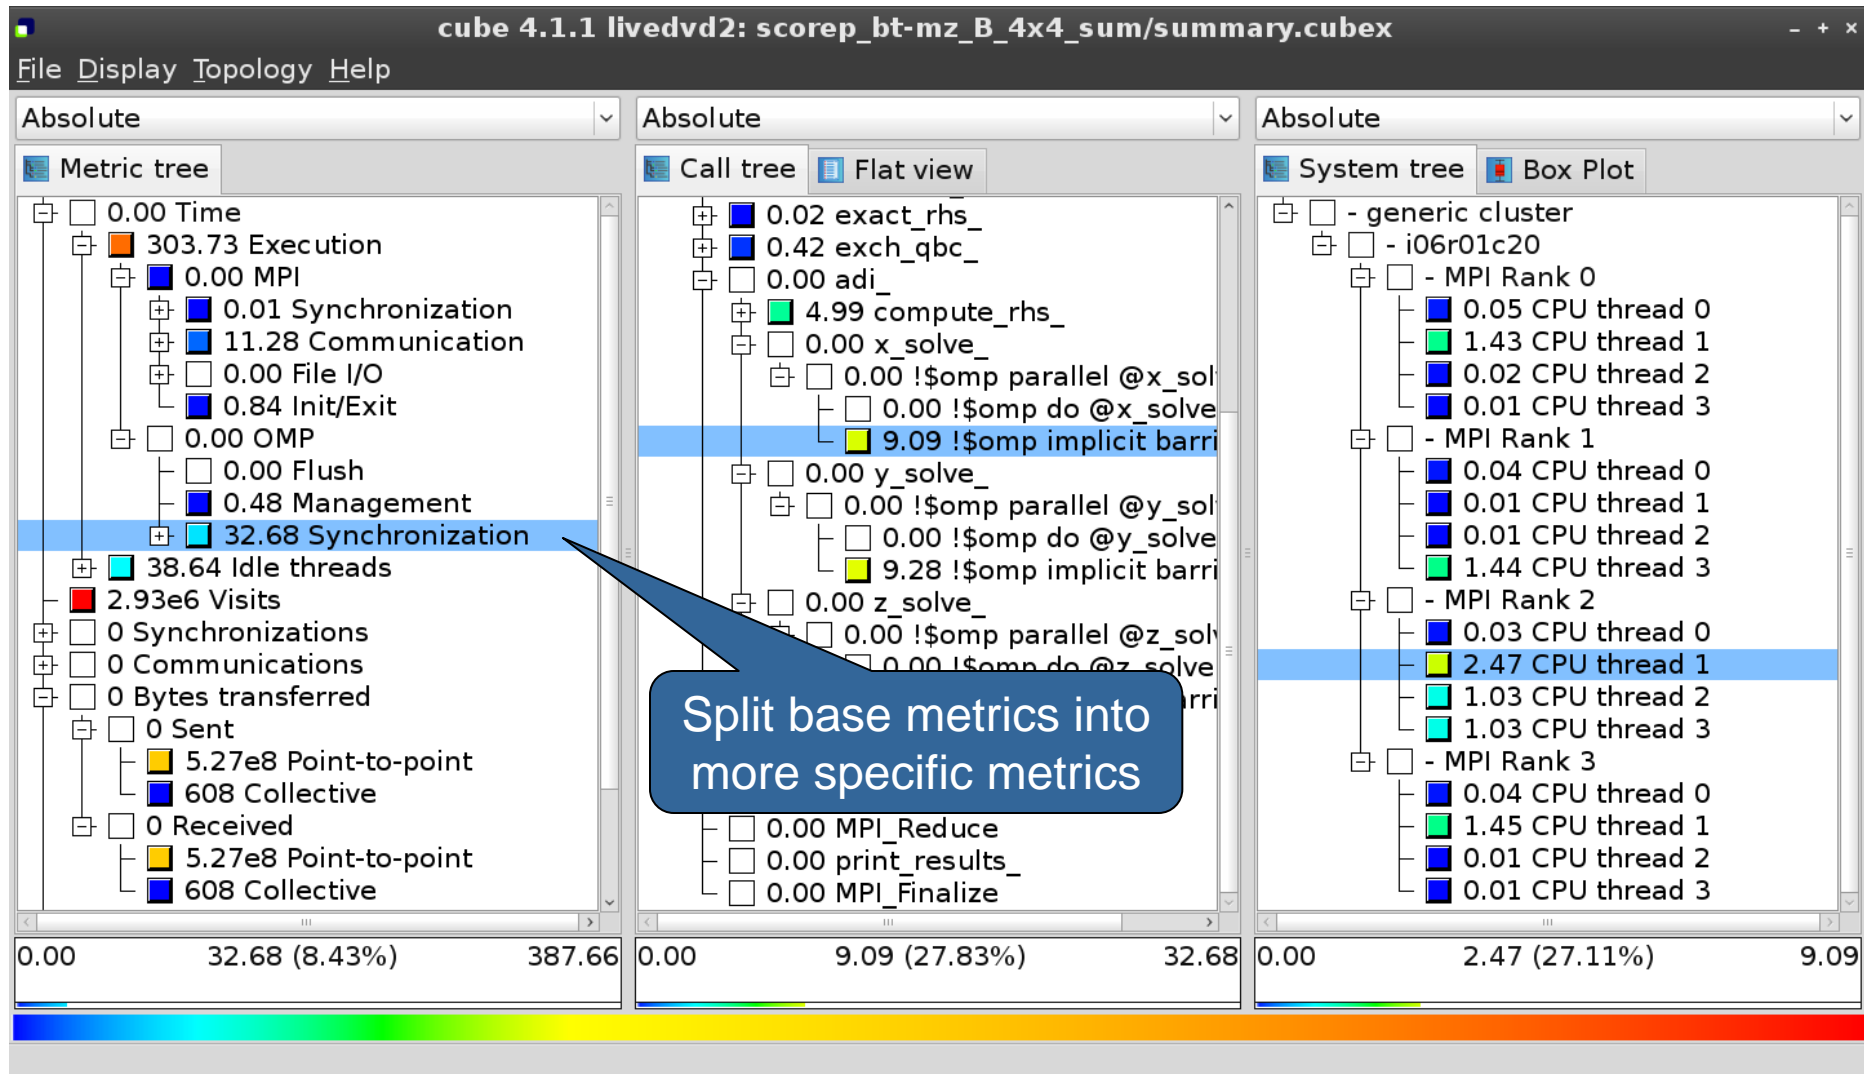 cube 4.1.1 livedvd2: scorep_bt-mz_B_4x4_sum/summary.cubex
File Display Topology Help
Absolute
Metric tree
0.00 Time
303.73 Execution
0.00 MPI
0.01 Synchronization
11.28 Communication
0.00 File I/O
0.84 Init/Exit
0.00 OMP
0.00 Flush
0.48 Management
32.68 Synchronization
38.64 Idle threads
2.93e6 Visits
0 Synchronizations
0 Communications
0 Bytes transferred
0 Sent
5.27e8 Point-to-point
608 Collective
0 Received
5.27e8 Point-to-point
608 Collective
0.00 32.68 (8.43%) 387.66
Absolute
Call tree Flat view
0.02 exact_rhs_
0.42 exch_qbc_
0.00 adi_
4.99 compute_rhs_
0.00 x_solve_
0.00 !$omp parallel @x_sol
0.00 !$omp do @x_solve
9.09 !$omp implicit barri
0.00 y_solve_
0.00 !$omp parallel @y_sol
0.00 !$omp do @y_solve
9.28 !$omp implicit barri
0.00 z_solve_
0.00 !$omp parallel @z_solv
0.00 !$omp do @z_solve
arri
Split base metrics into
more specific metrics
0.00 MPI_Reduce
0.00 print_results_
0.00 MPI_Finalize
0.00 9.09 (27.83%) 32.68
Absolute
System tree Box Plot
- generic cluster
- i06r01c20
- MPI Rank 0
0.05 CPU thread 0
1.43 CPU thread 1
0.02 CPU thread 2
0.01 CPU thread 3
- MPI Rank 1
0.04 CPU thread 0
0.01 CPU thread 1
0.01 CPU thread 2
1.44 CPU thread 3
- MPI Rank 2
0.03 CPU thread 0
2.47 CPU thread 1
1.03 CPU thread 2
1.03 CPU thread 3
- MPI Rank 3
0.04 CPU thread 0
1.45 CPU thread 1
0.01 CPU thread 2
0.01 CPU thread 3
0.00 2.47 (27.11%) 9.09